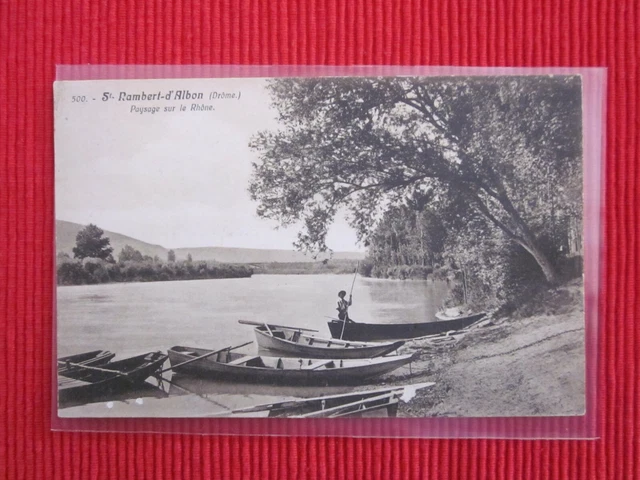 500. - St- Rambert-d'Albon (Drôme.)
Paysage sur le Rhône.